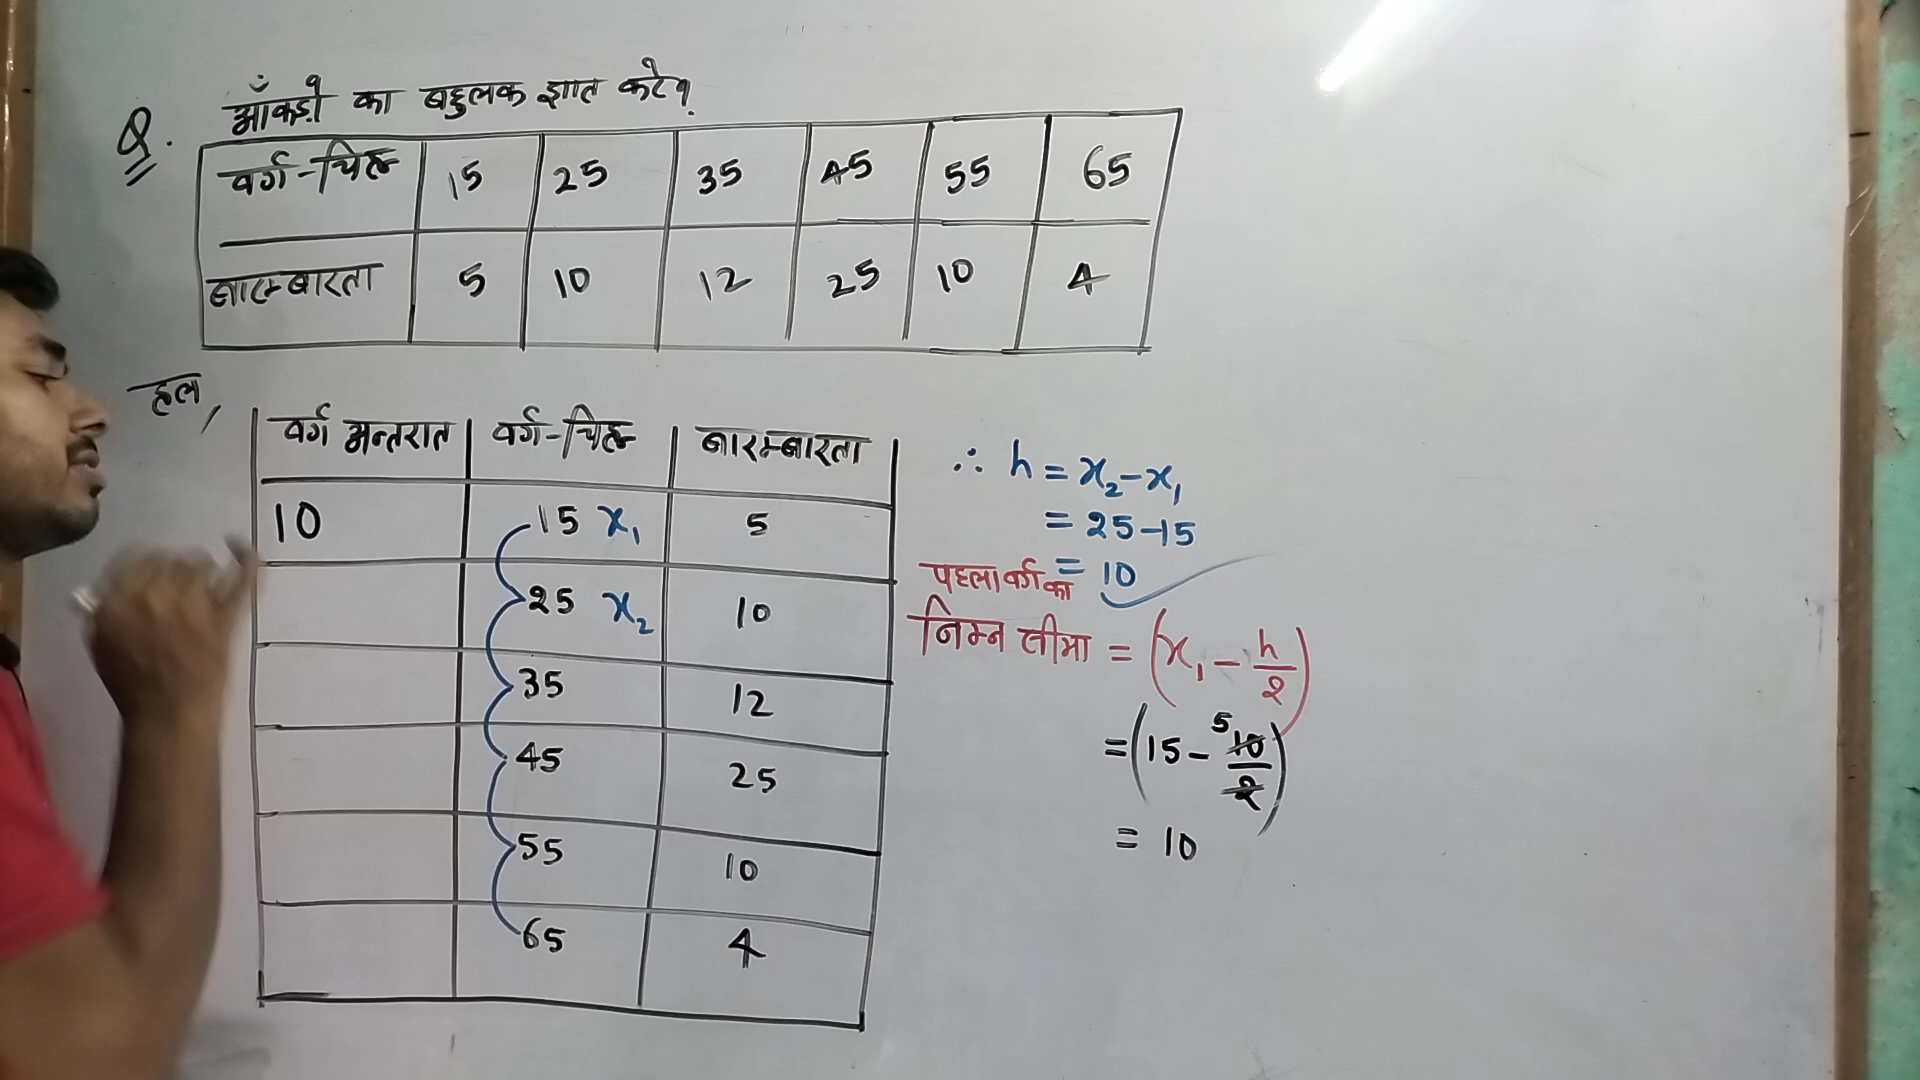 Q. आँकड़ों का बहुलक ज्ञात करें?
वर्ग-चिह्न 15 25 35 45 55 65
बारम्बारता 5 10 12 25 10 4
हल,
वर्ग अन्तराल वर्ग-चिह्न बारम्बारता
10 15 x₁ 5
25 x₂ 10
35 12
45 25
55 10
65 4
∴ h = x₂-x₁
= 25-15
= 10
पहला वर्ग का
निम्न सीमा = (x₁ - h/2)
= (15 - 5 10/2)
= 10